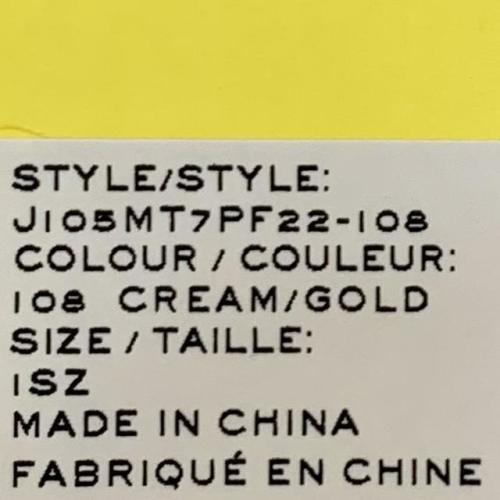 STYLE/STYLE:
J105MT7PF22-108
COLOUR / COULEUR:
108 CREAM/GOLD
SIZE / TAILLE:
1SZ
MADE IN CHINA
FABRIQUÉ EN CHINE